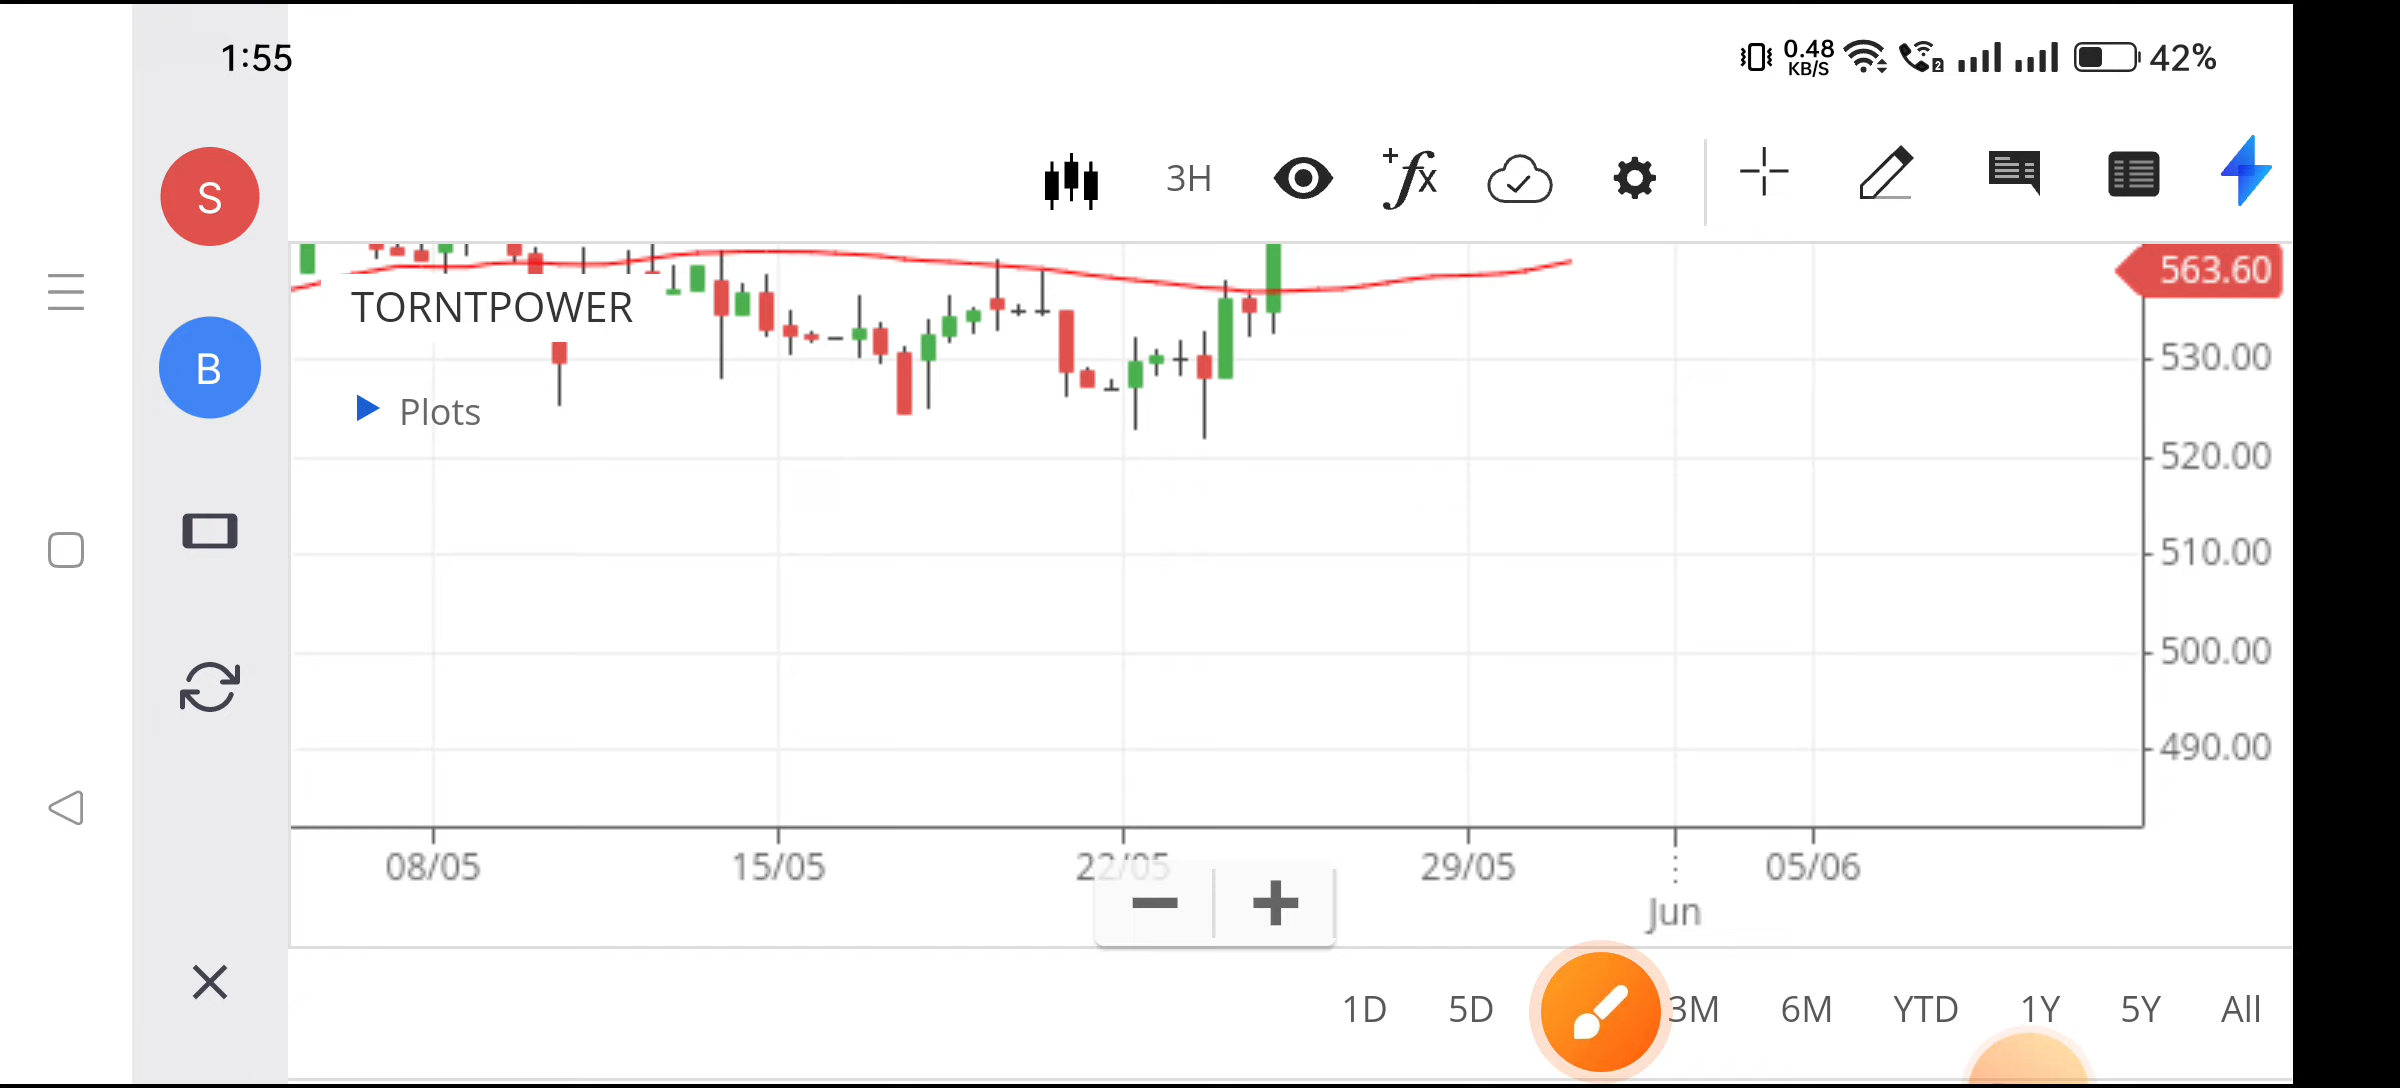 1:55
0.48
KB/S
2
42%
S
3H
+fx
563.60
TORNTPOWER
B
530.00
Plots
520.00
510.00
500.00
490.00
08/05
15/05
22/05
29/05
05/06
Jun
− +
1D
5D
3M
6M
YTD
1Y
5Y
All